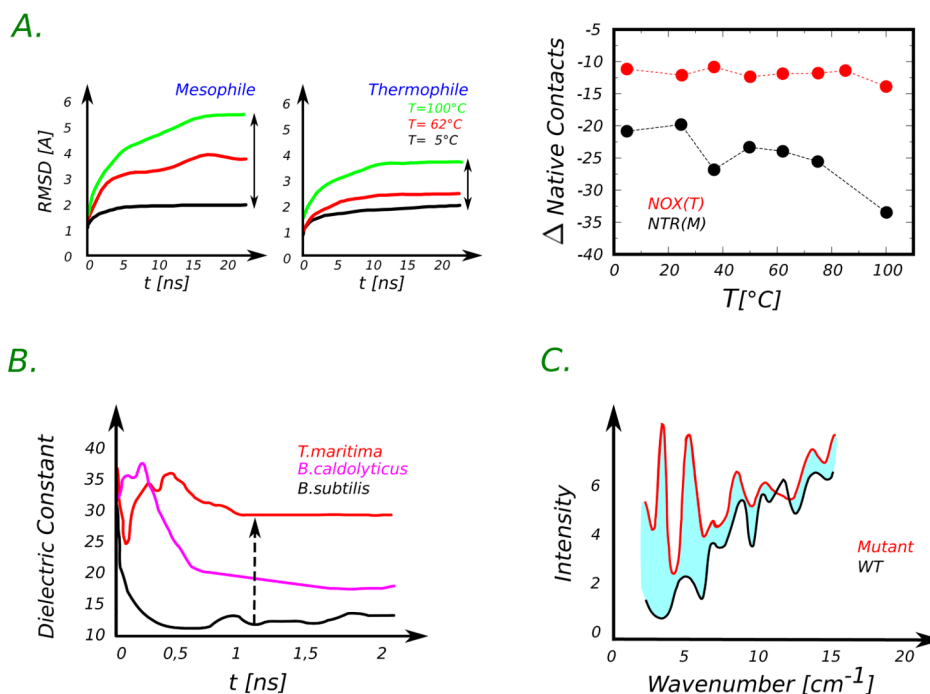 A.
Mesophile
RMSD [A]
6
5
4
3
2
1
0
0
5
10
15
20
t [ns]
Thermophile
T=100°C
T= 62°C
T= 5°C
6
5
4
3
2
1
0
0
5
10
15
20
t [ns]
Δ Native Contacts
-5
-10
-15
-20
-25
-30
-35
-40
NOX(T)
NTR(M)
0
20
40
60
80
100
T[°C]
B.
Dielectric Constant
40
35
30
25
20
15
10
T.maritima
B.caldolyticus
B.subtilis
0
0,5
1
2
t [ns]
C.
Intensity
6
4
2
0
Mutant
WT
0
5
10
15
20
Wavenumber [cm⁻¹]